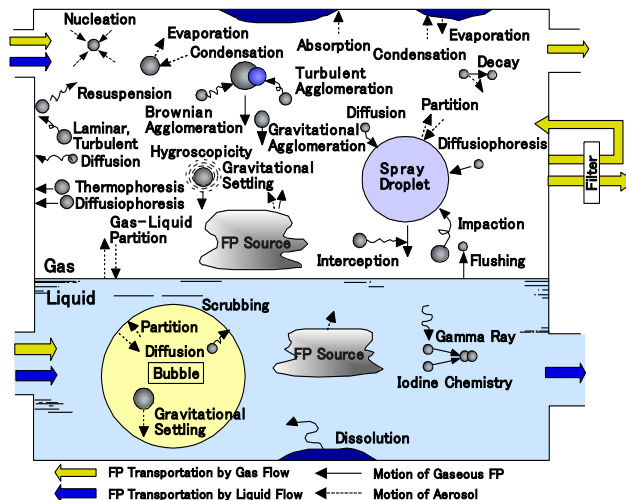 Nucleation
Evaporation
Condensation
Absorption
Evaporation
Condensation
Decay
Resuspension
Turbulent
Agglomeration
Brownian
Agglomeration
Gravitational
Agglomeration
Diffusion
Partition
Laminar,
Turbulent
Diffusion
Hygroscopicity
Gravitational
Settling
Diffusiophoresis
Spray
Droplet
Filter
Thermophoresis
Diffusiophoresis
Gas-Liquid
Partition
FP Source
Impaction
Interception
Flushing
Gas
Liquid
Scrubbing
Partition
Diffusion
Bubble
Gravitational
Settling
FP Source
Gamma Ray
Iodine Chemistry
Dissolution
FP Transportation by Gas Flow
Motion of Gaseous FP
FP Transportation by Liquid Flow
Motion of Aerosol